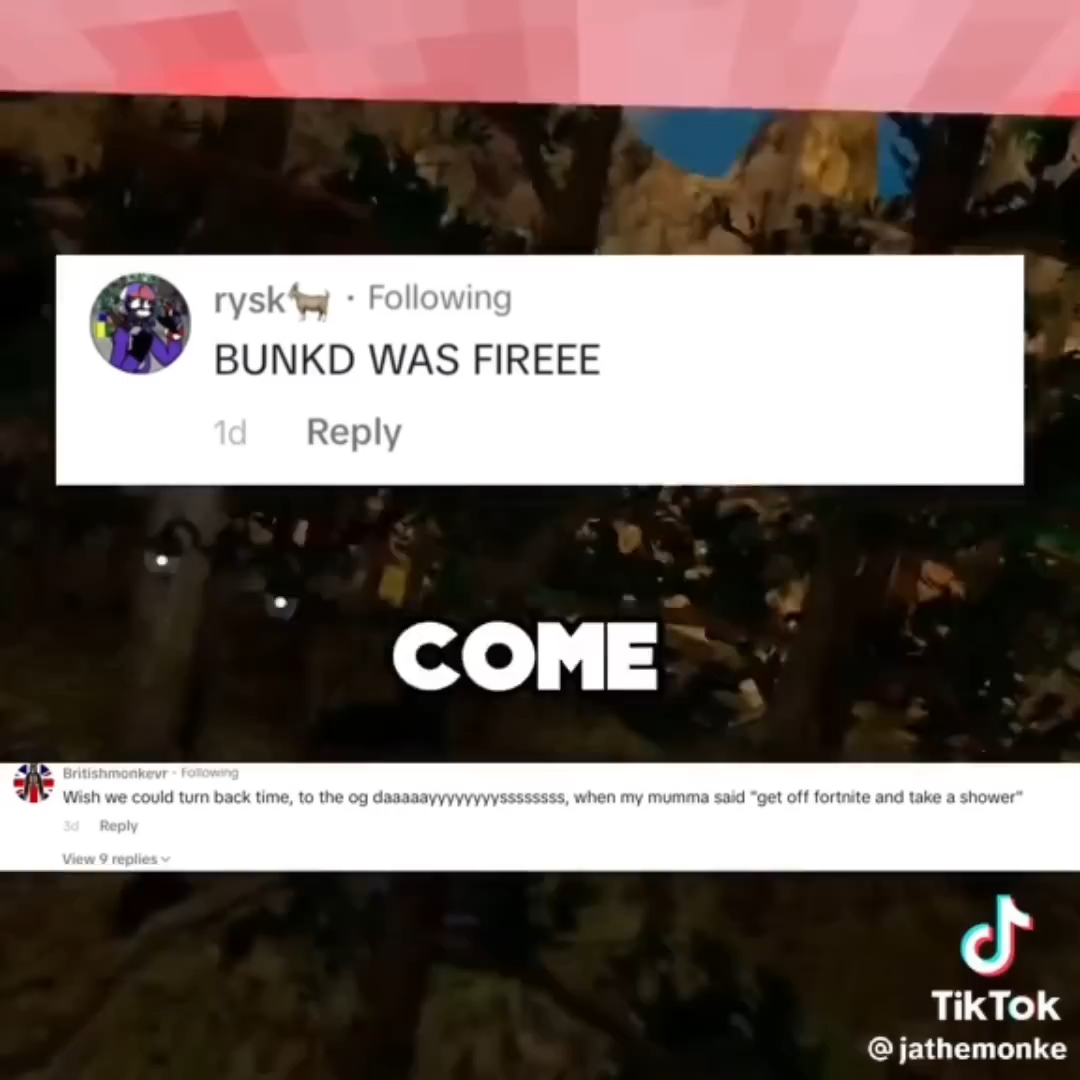 rysk🐐 · Following
BUNKD WAS FIREEE
1d Reply
COME
Britishmonkevr · Following
Wish we could turn back time, to the og daaaaayyyyyyyyssssssss, when my mumma said "get off fortnite and take a shower"
3d Reply
View 9 replies
TikTok
@jathemonke